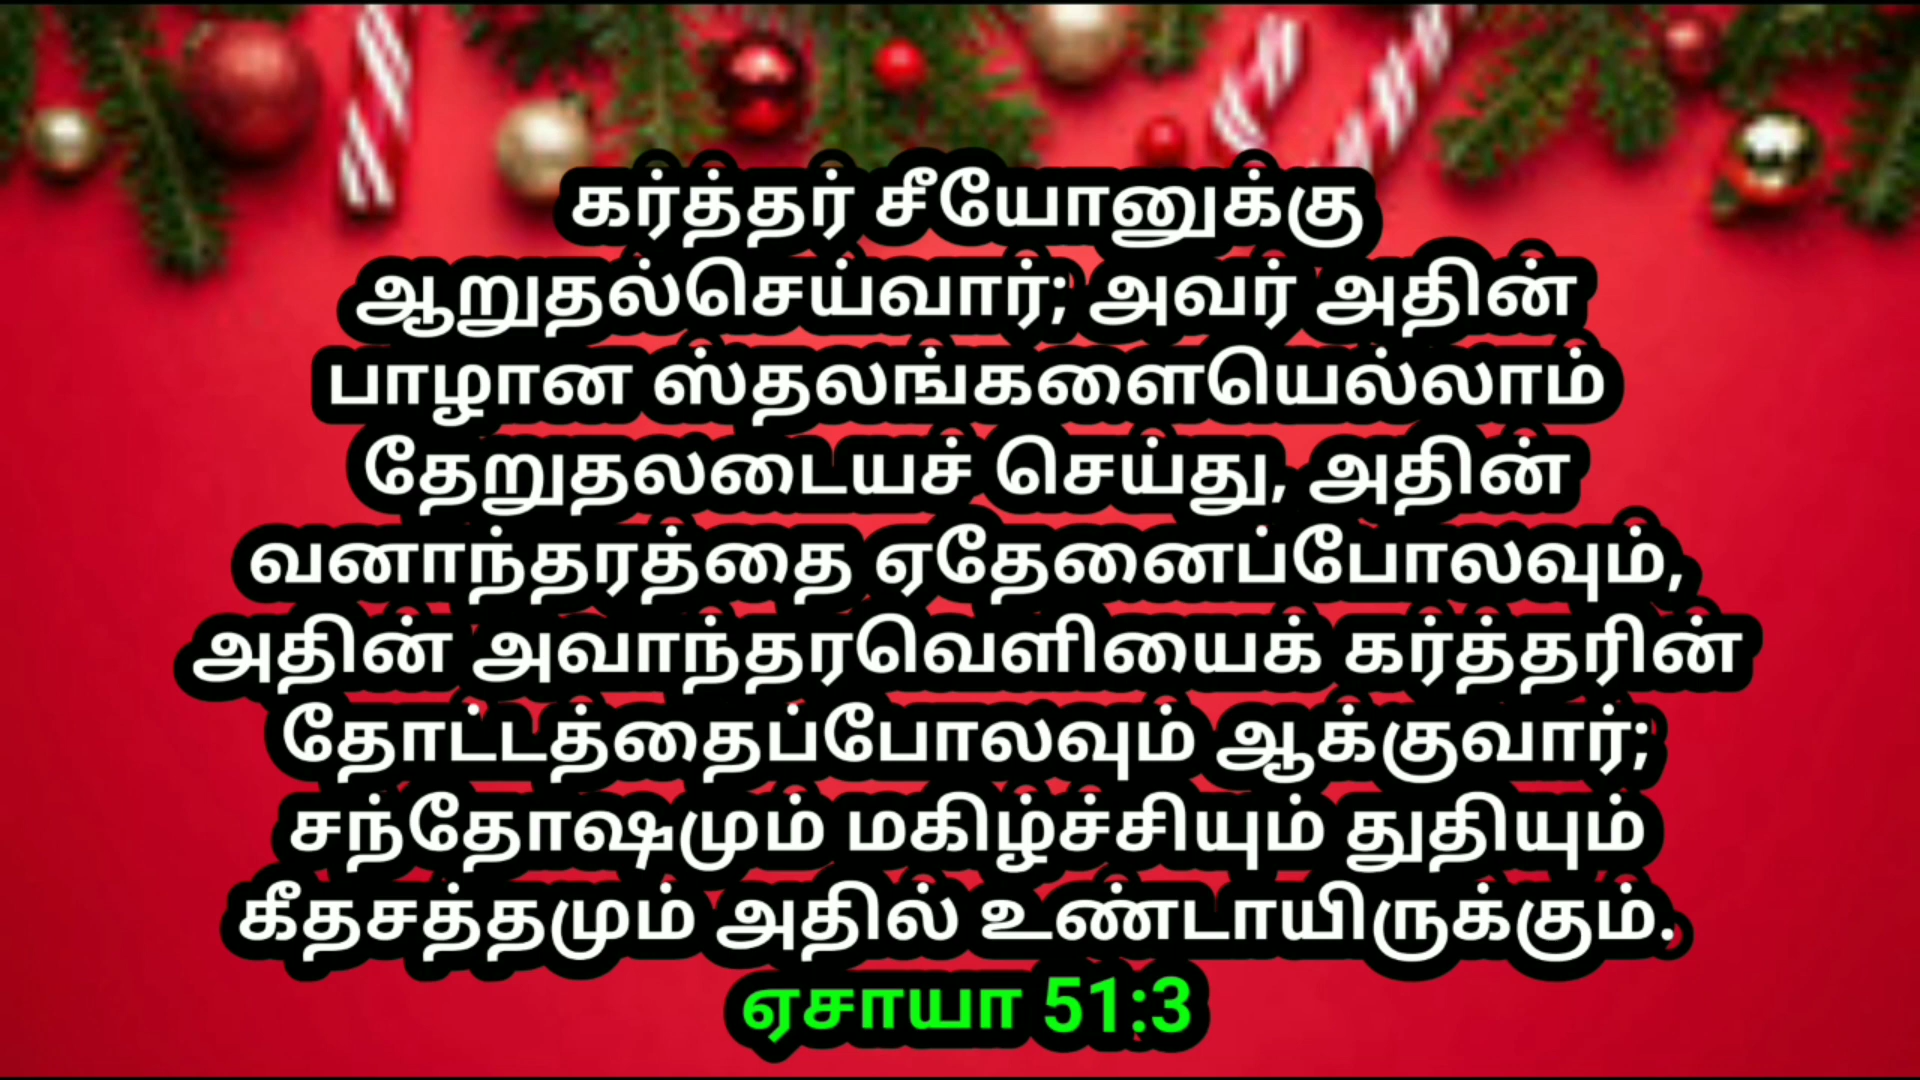 கர்த்தர் சீயோனுக்கு
ஆறுதல்செய்வார்; அவர் அதின்
பாழான ஸ்தலங்களையெல்லாம்
தேறுதலடையச் செய்து, அதின்
வனாந்தரத்தை ஏதேனைப்போலவும்,
அதின் அவாந்தரவெளியைக் கர்த்தரின்
தோட்டத்தைப்போலவும் ஆக்குவார்;
சந்தோஷமும் மகிழ்ச்சியும் துதியும்
கீதசத்தமும் அதில் உண்டாயிருக்கும்.
ஏசாயா 51:3